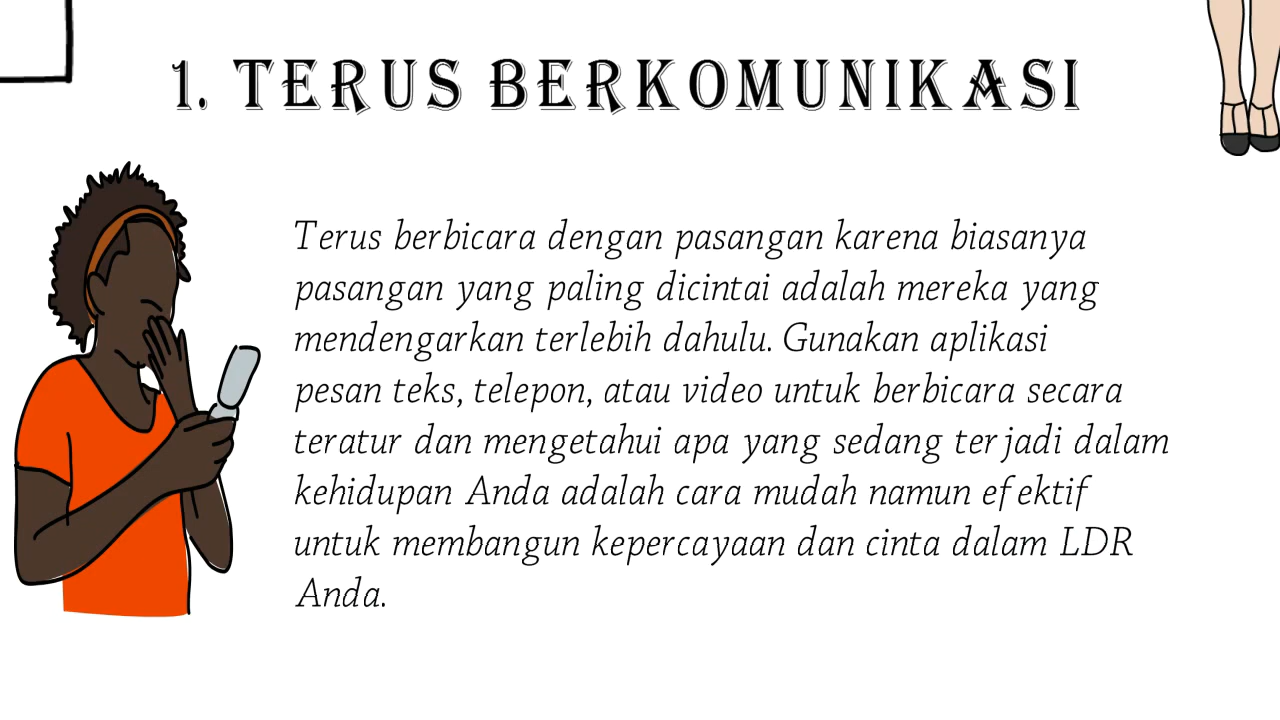 1. TERUS BERKOMUNIKASI
Terus berbicara dengan pasangan karena biasanya
pasangan yang paling dicintai adalah mereka yang
mendengarkan terlebih dahulu. Gunakan aplikasi
pesan teks, telepon, atau video untuk berbicara secara
teratur dan mengetahui apa yang sedang terjadi dalam
kehidupan Anda adalah cara mudah namun efektif
untuk membangun kepercayaan dan cinta dalam LDR
Anda.